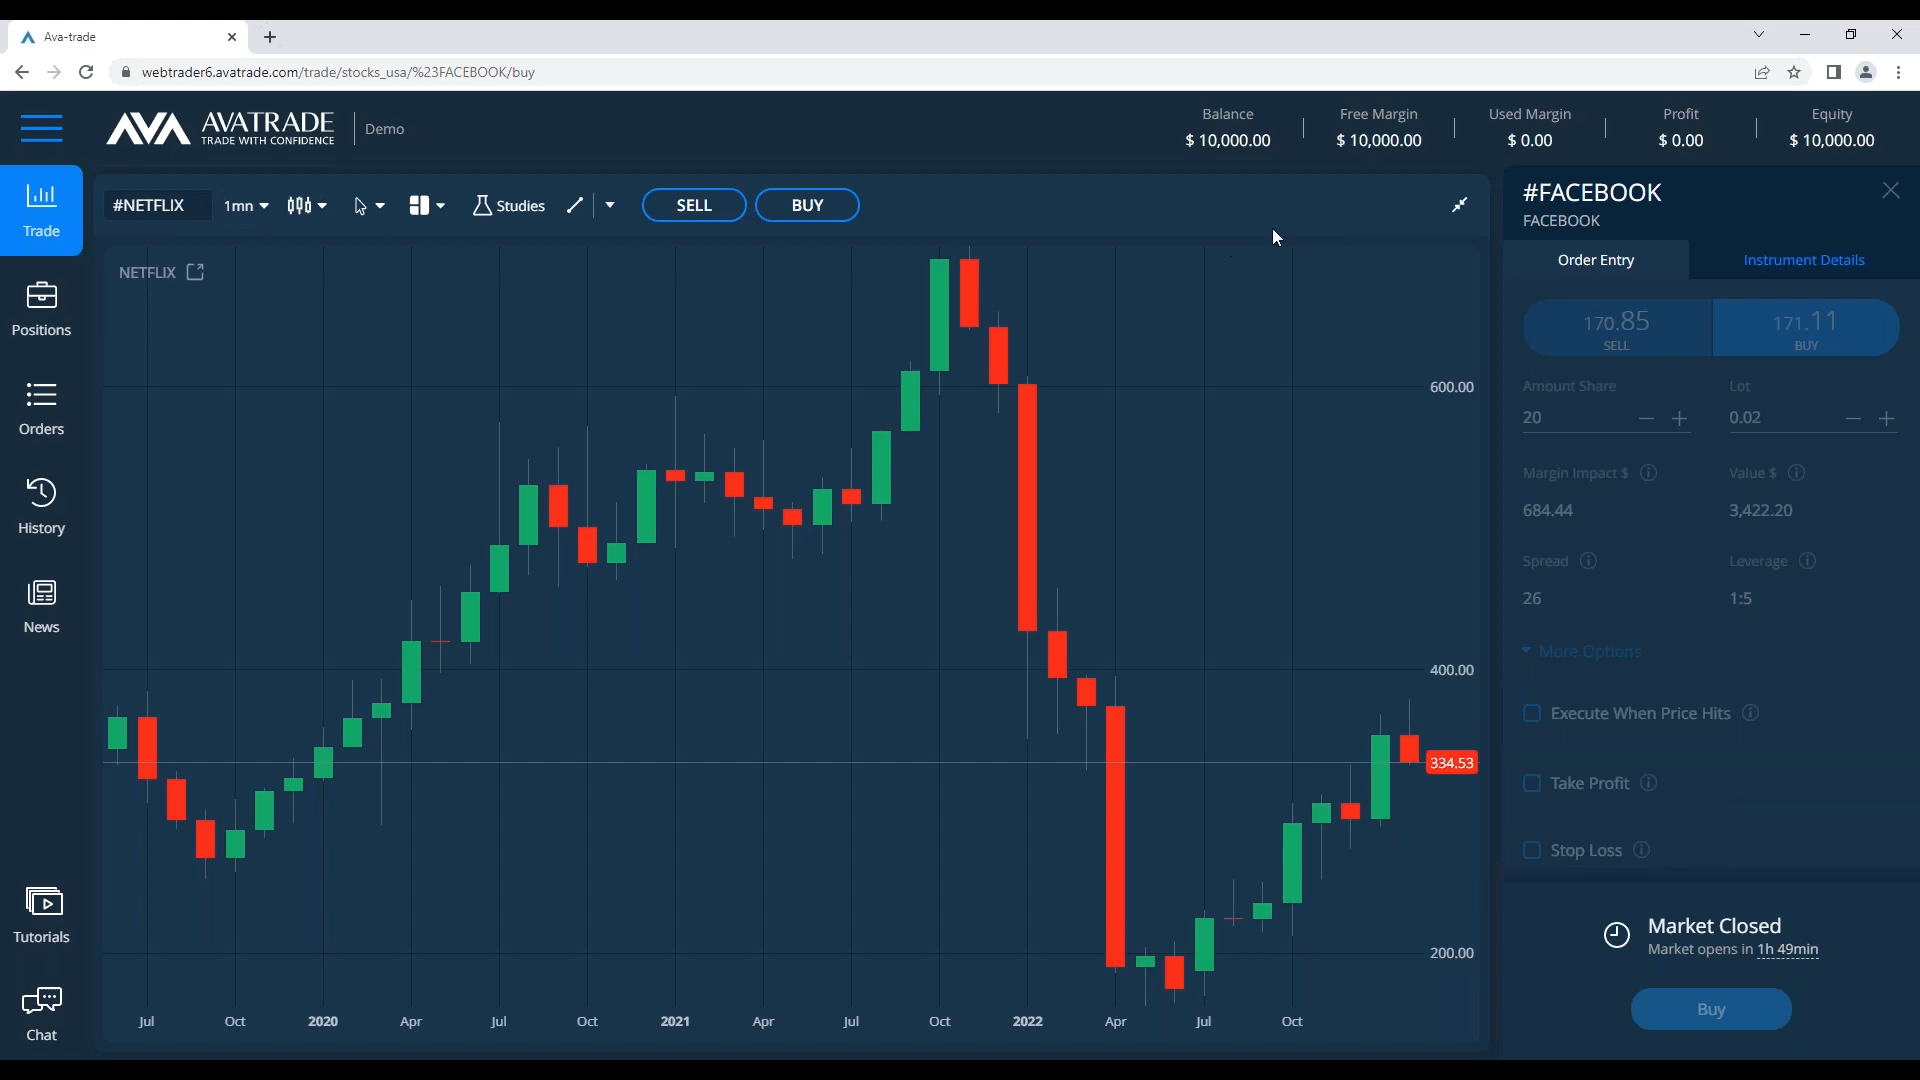 Ava-trade
webtrader6.avatrade.com/trade/stocks_usa/%23FACEBOOK/buy
AVA AVATRADE
TRADE WITH CONFIDENCE
Demo
Balance
$ 10,000.00
Free Margin
$ 10,000.00
Used Margin
$ 0.00
Profit
$ 0.00
Equity
$ 10,000.00
Trade
Positions
Orders
History
News
Tutorials
Chat
#NETFLIX 1mn Studies SELL BUY
NETFLIX
600.00
400.00
334.53
200.00
Jul Oct 2020 Apr Jul Oct 2021 Apr Jul Oct 2022 Apr Jul Oct
#FACEBOOK
FACEBOOK
Order Entry Instrument Details
170.85 171.11
SELL BUY
Amount Share Lot
20 0.02
Margin Impact $ Value $
684.44 3,422.20
Spread Leverage
26 1:5
More Options
Execute When Price Hits
Take Profit
Stop Loss
Market Closed
Market opens in 1h 49min
Buy